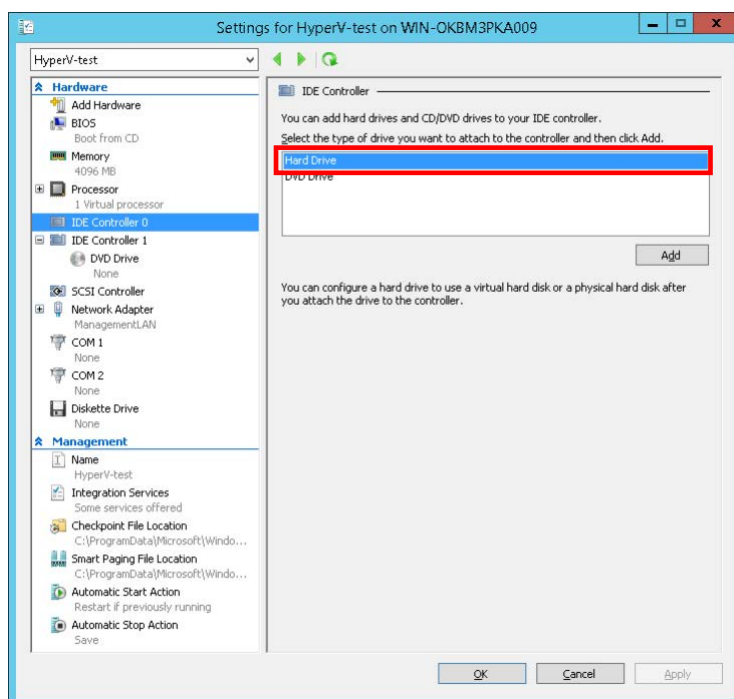 Settings for HyperV-test on WIN-OKBM3PKA009
HyperV-test
Hardware
Add Hardware
BIOS
Boot from CD
Memory
4096 MB
Processor
1 Virtual processor
IDE Controller 0
IDE Controller 1
DVD Drive
None
SCSI Controller
Network Adapter
ManagementLAN
COM 1
None
COM 2
None
Diskette Drive
None
Management
Name
HyperV-test
Integration Services
Some services offered
Checkpoint File Location
C:\ProgramData\Microsoft\Windo...
Smart Paging File Location
C:\ProgramData\Microsoft\Windo...
Automatic Start Action
Restart if previously running
Automatic Stop Action
Save
IDE Controller
You can add hard drives and CD/DVD drives to your IDE controller.
Select the type of drive you want to attach to the controller and then click Add.
Hard Drive
DVD Drive
Add
You can configure a hard drive to use a virtual hard disk or a physical hard disk after
you attach the drive to the controller.
OK
Cancel
Apply